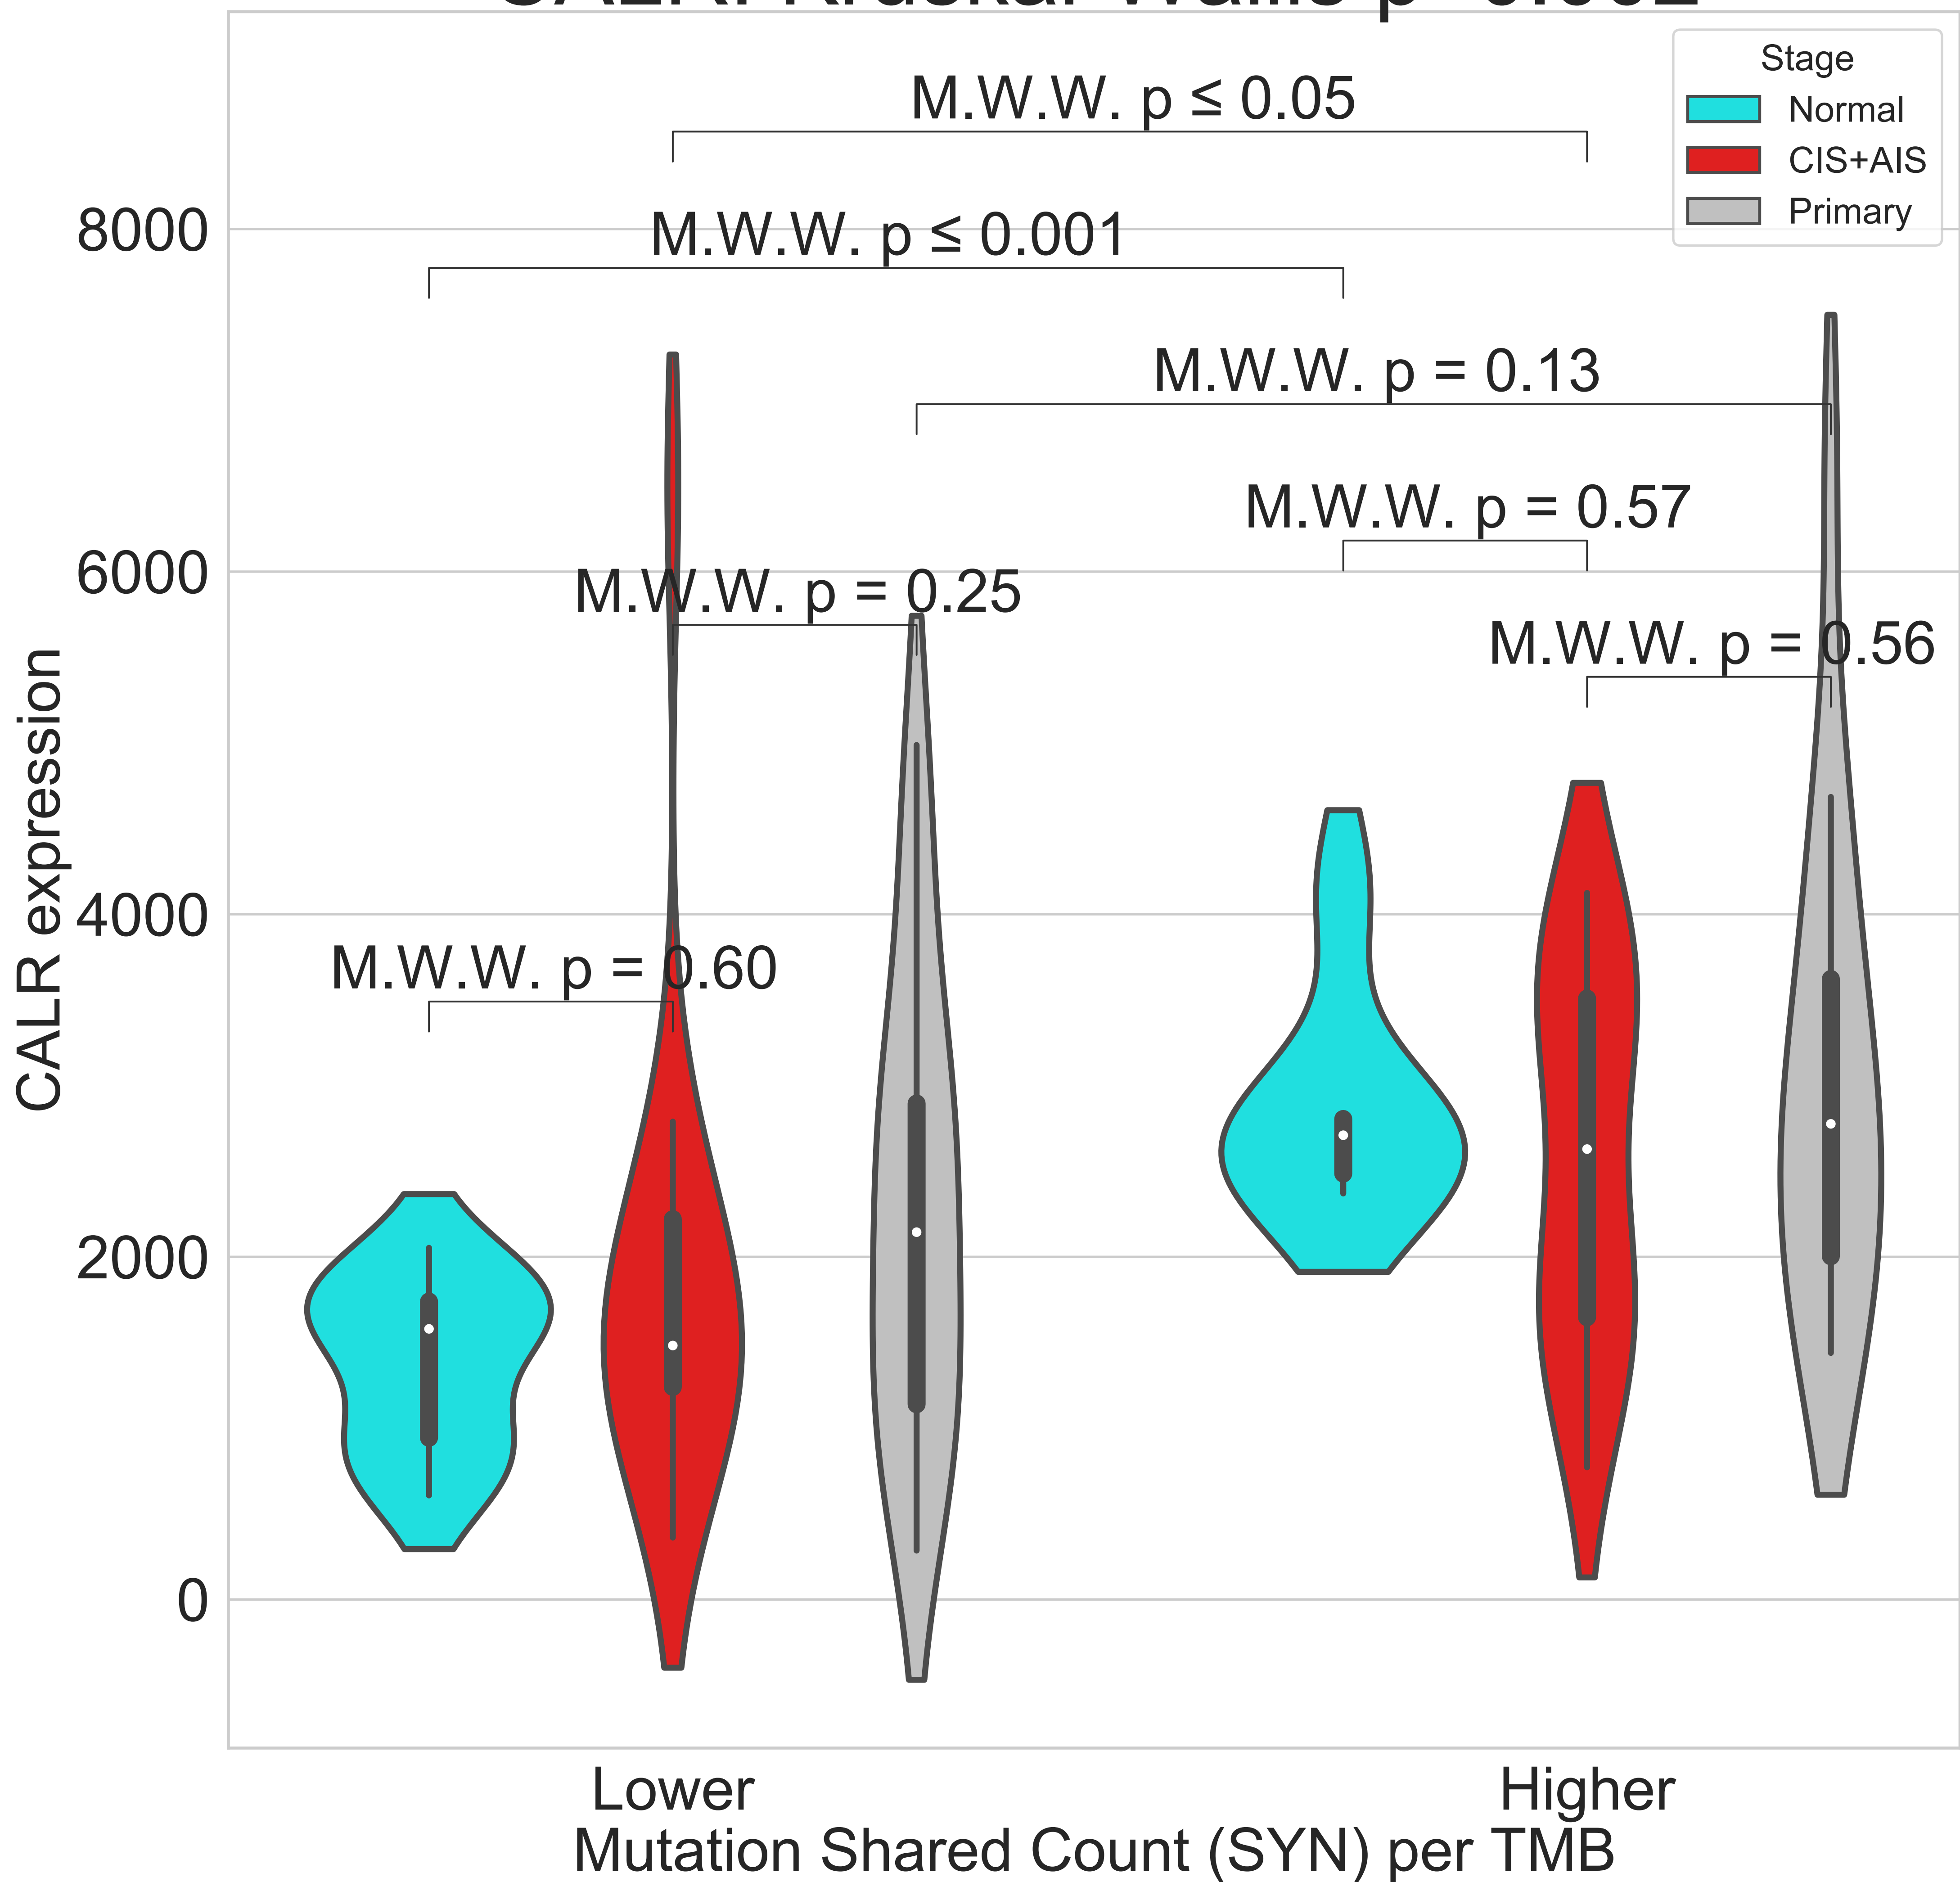 Stage
Normal
CIS+AIS
Primary
M.W.W. p ≤ 0.05
M.W.W. p ≤ 0.001
M.W.W. p = 0.13
M.W.W. p = 0.57
M.W.W. p = 0.25
M.W.W. p = 0.56
M.W.W. p = 0.60
CALR expression
8000
6000
4000
2000
0
Lower
Higher
Mutation Shared Count (SYN) per TMB